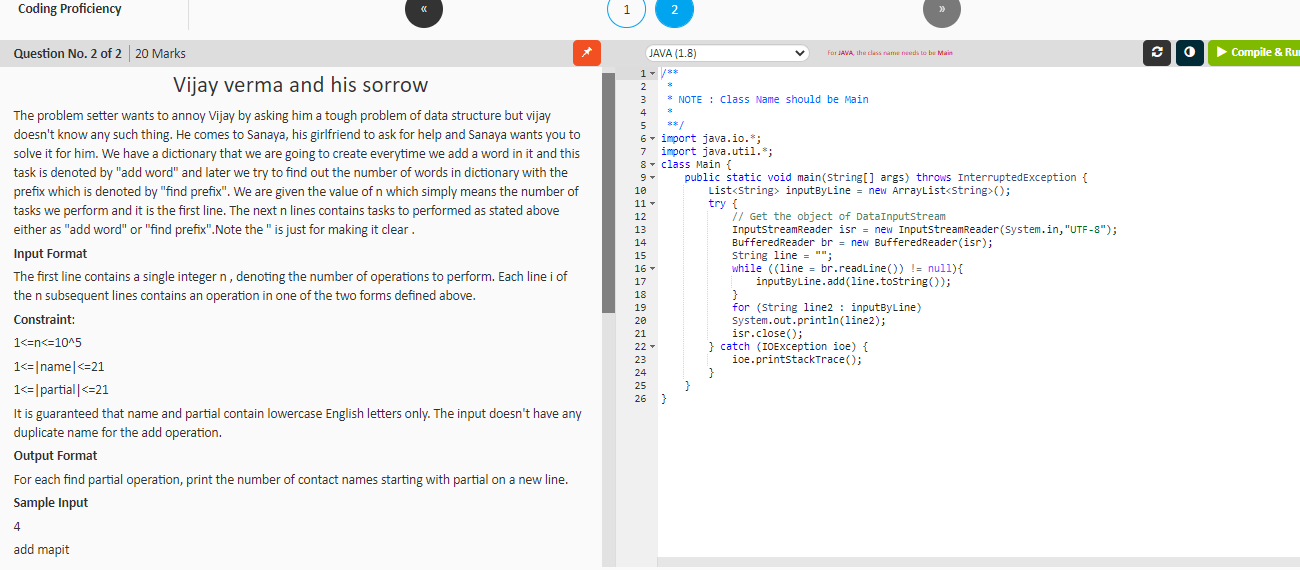 Coding Proficiency
«
1
2
»
Question No. 2 of 2 | 20 Marks
Vijay verma and his sorrow
The problem setter wants to annoy Vijay by asking him a tough problem of data structure but vijay
doesn't know any such thing. He comes to Sanaya, his girlfriend to ask for help and Sanaya wants you to
solve it for him. We have a dictionary that we are going to create everytime we add a word in it and this
task is denoted by "add word" and later we try to find out the number of words in dictionary with the
prefix which is denoted by "find prefix". We are given the value of n which simply means the number of
tasks we perform and it is the first line. The next n lines contains tasks to performed as stated above
either as "add word" or "find prefix".Note the " is just for making it clear .
Input Format
The first line contains a single integer n , denoting the number of operations to perform. Each line i of
the n subsequent lines contains an operation in one of the two forms defined above.
Constraint:
1<=n<=10^5
1<=|name|<=21
1<=|partial|<=21
It is guaranteed that name and partial contain lowercase English letters only. The input doesn't have any
duplicate name for the add operation.
Output Format
For each find partial operation, print the number of contact names starting with partial on a new line.
Sample Input
4
add mapit
JAVA (1.8)
For JAVA, the class name needs to be Main
Compile & Ru
1 /**
2 *
3 * NOTE : Class Name should be Main
4 *
5 **/
6 import java.io.*;
7 import java.util.*;
8 class Main {
9 public static void main(String[] args) throws InterruptedException {
10 List<String> inputByLine = new ArrayList<String>();
11 try {
12 // Get the object of DataInputStream
13 InputStreamReader isr = new InputStreamReader(System.in,"UTF-8");
14 BufferedReader br = new BufferedReader(isr);
15 String line = "";
16 while ((line = br.readLine()) != null){
17 inputByLine.add(line.toString());
18 }
19 for (String line2 : inputByLine)
20 System.out.println(line2);
21 isr.close();
22 } catch (IOException ioe) {
23 ioe.printStackTrace();
24 }
25 }
26 }